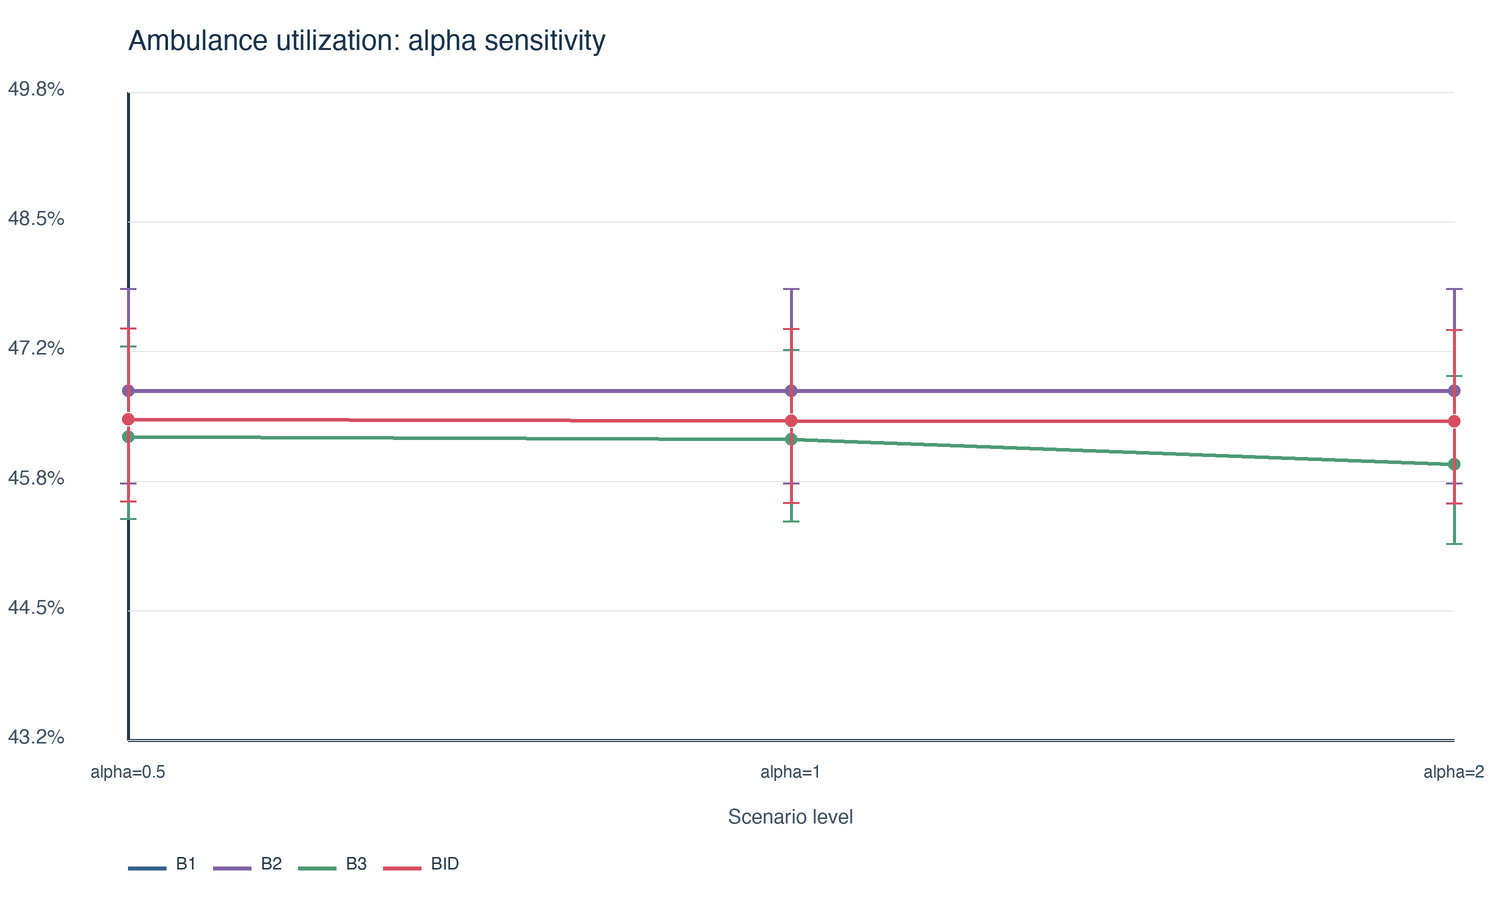 Ambulance utilization: alpha sensitivity
49.8%
48.5%
47.2%
45.8%
44.5%
43.2%
alpha=0.5 alpha=1 alpha=2
Scenario level
B1 B2 B3 BID